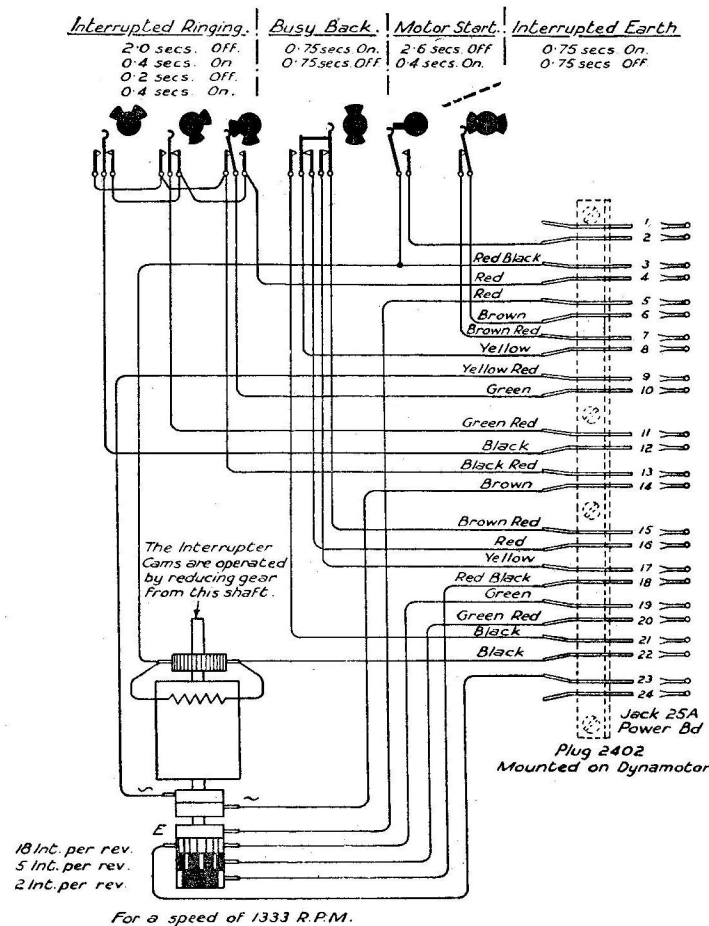 Interrupted Ringing.
2·0 secs. Off.
0.4 secs. On
0.2 secs. Off.
0·4 secs. On.
Busy Back.
0·75 secs. On.
0.75 secs. OFF.
Motor Start.
2·6 secs. Off
0·4 secs. On.
Interrupted Earth
0.75 secs. On.
0.75 secs OFF.
1
2
Red Black 3
Red 4
Red 5
Brown 6
Brown Red 7
Yellow 8
Yellow Red 9
Green 10
Green Red 11
Black 12
Black Red 13
Brown 14
Brown Red 15
Red 16
Yellow 17
Red Black 18
Green 19
Green Red 20
Black 21
Black 22
23
24
The Interrupter
Cams are operated
by reducing gear
from this shaft.
Jack 25A
Power Bd
Plug 2402
Mounted on Dynamotor
~ ~
E
18 Int. per rev.
5 Int. per rev.
2 Int. per rev.
For a speed of 1333 R.P.M.